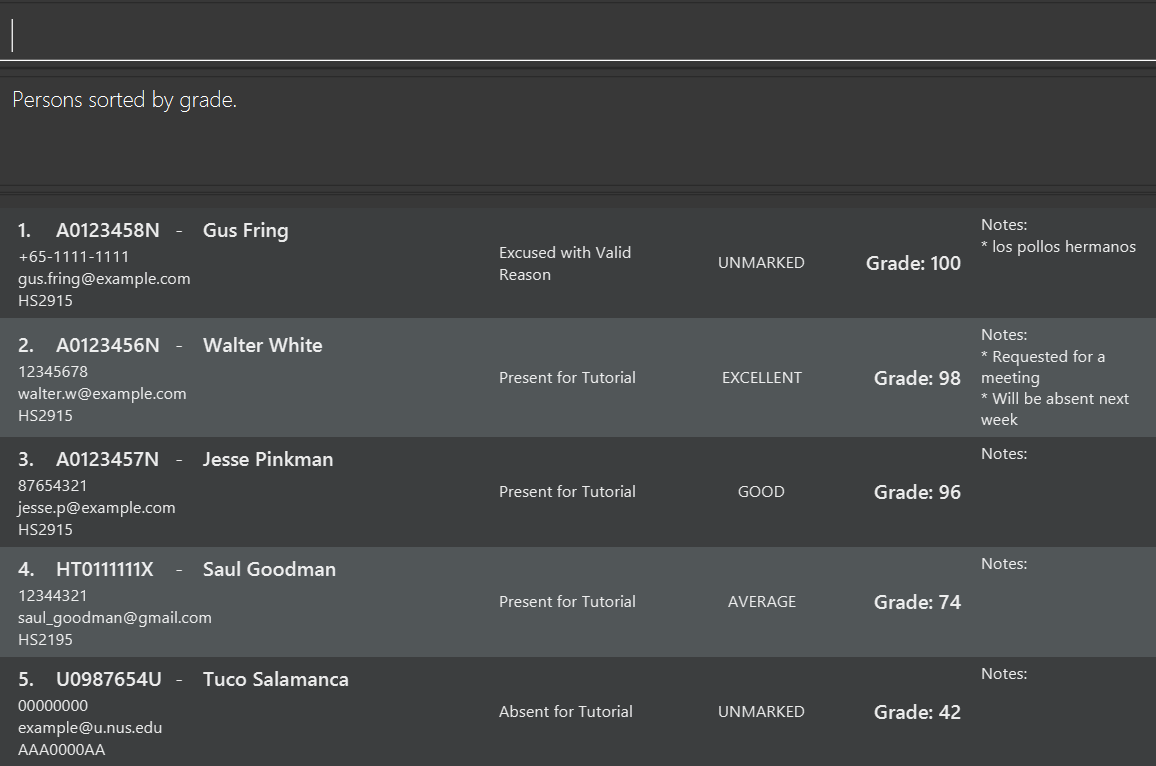 Persons sorted by grade.
1. A0123458N - Gus Fring
+65-1111-1111
gus.fring@example.com
HS2915
Excused with Valid
Reason
UNMARKED
Grade: 100
Notes:
* los pollos hermanos
2. A0123456N - Walter White
12345678
walter.w@example.com
HS2915
Present for Tutorial
EXCELLENT
Grade: 98
Notes:
* Requested for a
meeting
* Will be absent next
week
3. A0123457N - Jesse Pinkman
87654321
jesse.p@example.com
HS2915
Present for Tutorial
GOOD
Grade: 96
Notes:
4. HT0111111X - Saul Goodman
12344321
saul_goodman@gmail.com
HS2195
Present for Tutorial
AVERAGE
Grade: 74
Notes:
5. U0987654U - Tuco Salamanca
00000000
example@u.nus.edu
AAA0000AA
Absent for Tutorial
UNMARKED
Grade: 42
Notes: